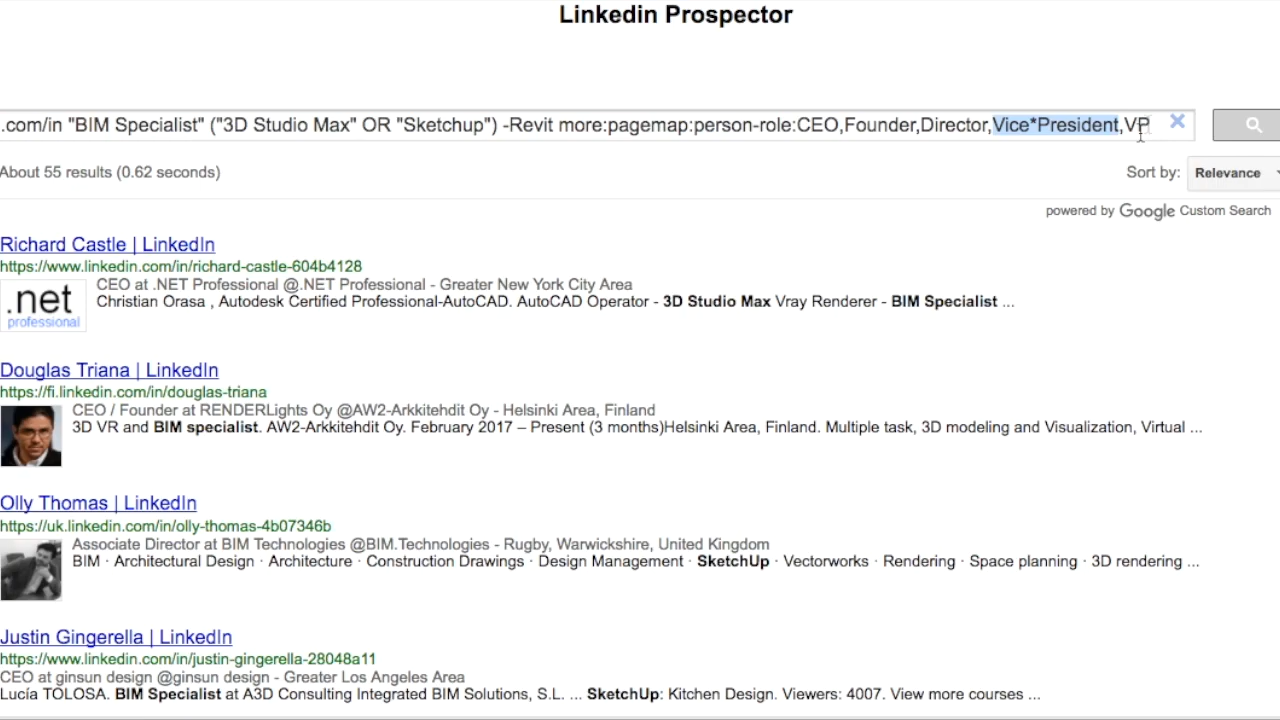 Linkedin Prospector
.com/in "BIM Specialist" ("3D Studio Max" OR "Sketchup") -Revit more:pagemap:person-role:CEO,Founder,Director,Vice*President,VP
About 55 results (0.62 seconds)
Sort by: Relevance
powered by Google Custom Search
Richard Castle | LinkedIn
https://www.linkedin.com/in/richard-castle-604b4128
.net
professional
CEO at .NET Professional @.NET Professional - Greater New York City Area
Christian Orasa , Autodesk Certified Professional-AutoCAD. AutoCAD Operator - 3D Studio Max Vray Renderer - BIM Specialist ...
Douglas Triana | LinkedIn
https://fi.linkedin.com/in/douglas-triana
CEO / Founder at RENDERLights Oy @AW2-Arkkitehdit Oy - Helsinki Area, Finland
3D VR and BIM specialist. AW2-Arkkitehdit Oy. February 2017 – Present (3 months)Helsinki Area, Finland. Multiple task, 3D modeling and Visualization, Virtual ...
Olly Thomas | LinkedIn
https://uk.linkedin.com/in/olly-thomas-4b07346b
Associate Director at BIM Technologies @BIM.Technologies - Rugby, Warwickshire, United Kingdom
BIM · Architectural Design · Architecture · Construction Drawings · Design Management · SketchUp · Vectorworks · Rendering · Space planning · 3D rendering ...
Justin Gingerella | LinkedIn
https://www.linkedin.com/in/justin-gingerella-28048a11
CEO at ginsun design @ginsun design - Greater Los Angeles Area
Lucía TOLOSA. BIM Specialist at A3D Consulting Integrated BIM Solutions, S.L. ... SketchUp: Kitchen Design. Viewers: 4007. View more courses ...